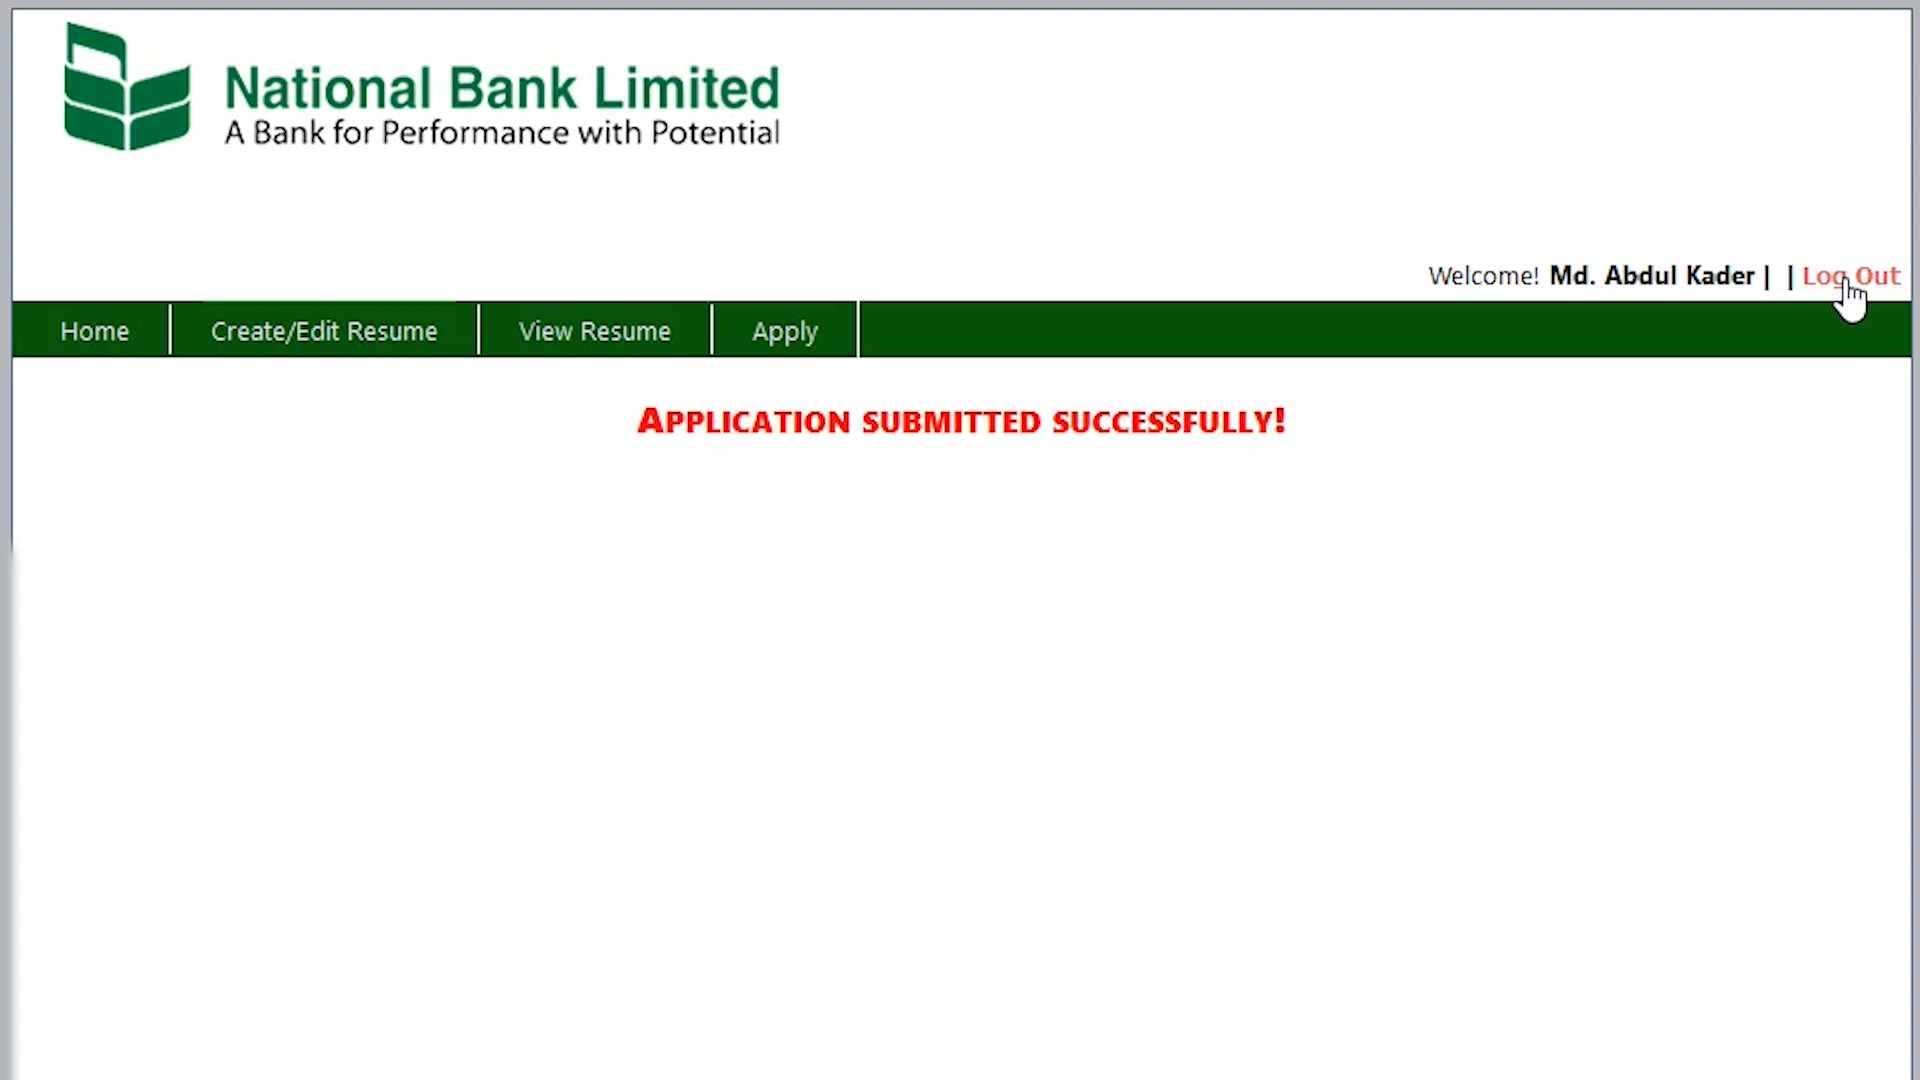 National Bank Limited
A Bank for Performance with Potential
Welcome! Md. Abdul Kader | | Log Out
Home Create/Edit Resume View Resume Apply
APPLICATION SUBMITTED SUCCESSFULLY!